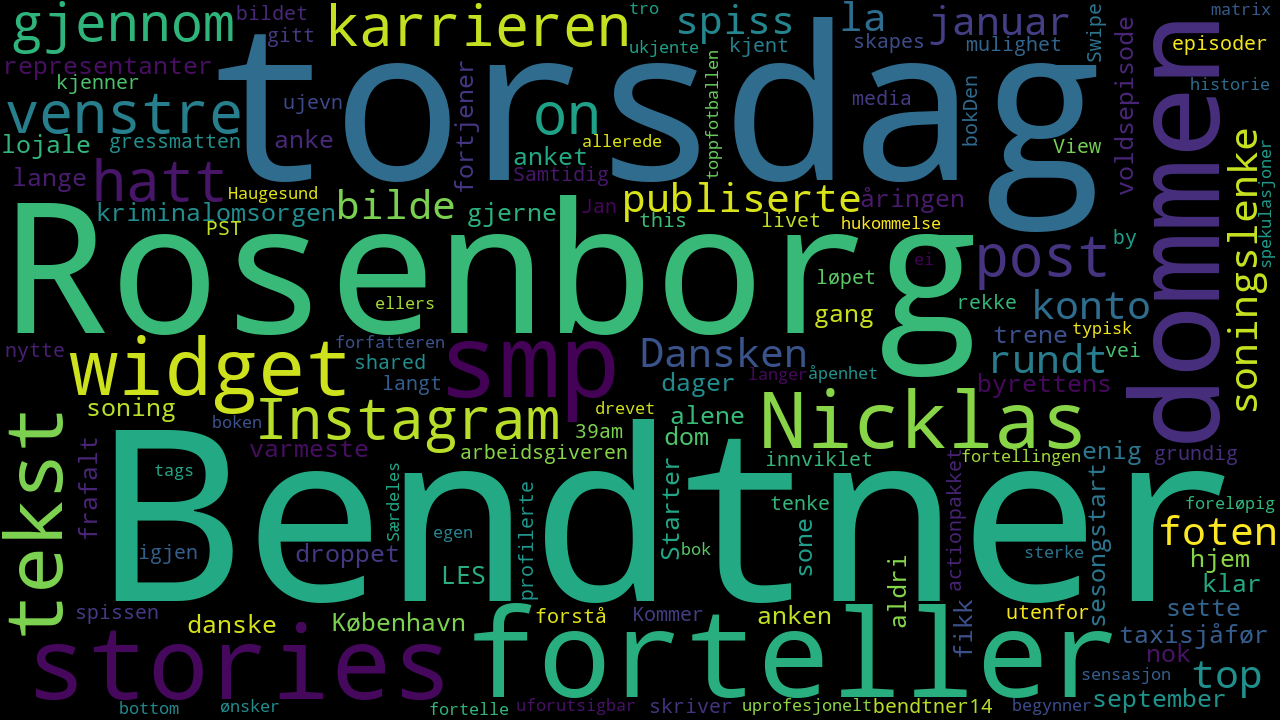 gjennom
bildet
gitt
karrieren
tro
ukjente
spiss
kjent
la
skapes
januar
mulighet
Swipe
matrix
episoder
representanter
kjenner
torsdag
toppfotballen
media
bokDen
View
voldsepisode
dommen
historie
venstre
ujevn
fortjener
on
allerede
lojale
gressmatten
anke
anket
Samtidig
soningslenke
spekulasjoner
lange
hatt
Haugesund
Jan
publiserte
åringen
kriminalomsorgen
PST
bilde
gjerne
this
livet
hukommelse
post
by
Rosenborg
ei
løpet
ellers
gang
rekke
konto
nytte
widget
forfatteren
shared
langt
smp
Dansken
dager
langer
åpenhet
trene
typisk
rundt
vei
byrettens
tekst
soning
boken
Instagram
drevet
39am
alene
dom
Nicklas
frafalt
varmeste
arbeidsgiveren
innviklet
fortellingen
enig
grundig
tags
Særdeles
Bendtner
profilerte
Starter
tenke
sone
actionpakket
sesongstart
foreløpig
foten
igjen
droppet
egen
LES
bok
aldri
sterke
hjem
klar
spissen
danske
København
forstå
Kommer
anken
fikk
utenfor
sette
taxisjåfør
stories
forteller
nok
sensasjon
top
september
bottom
ønsker
fortelle
uforutsigbar
skriver
uprofesjonelt
bendtner14
begynner